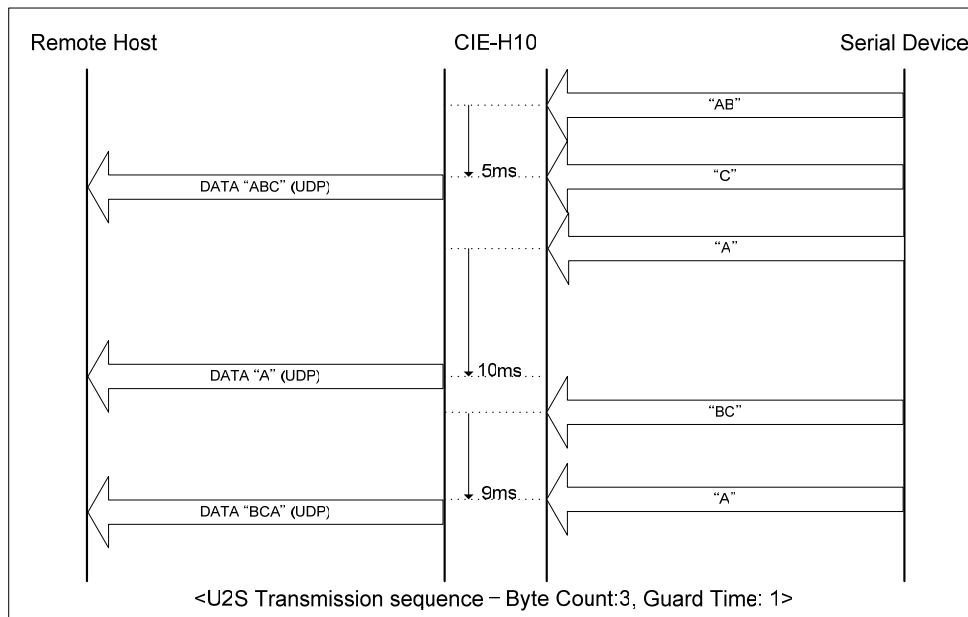 Remote Host
CIE-H10
Serial Device
“AB”
5ms
“C”
DATA “ABC” (UDP)
“A”
10ms
DATA “A” (UDP)
“BC”
9ms
“A”
DATA “BCA” (UDP)
<U2S Transmission sequence – Byte Count:3, Guard Time: 1>